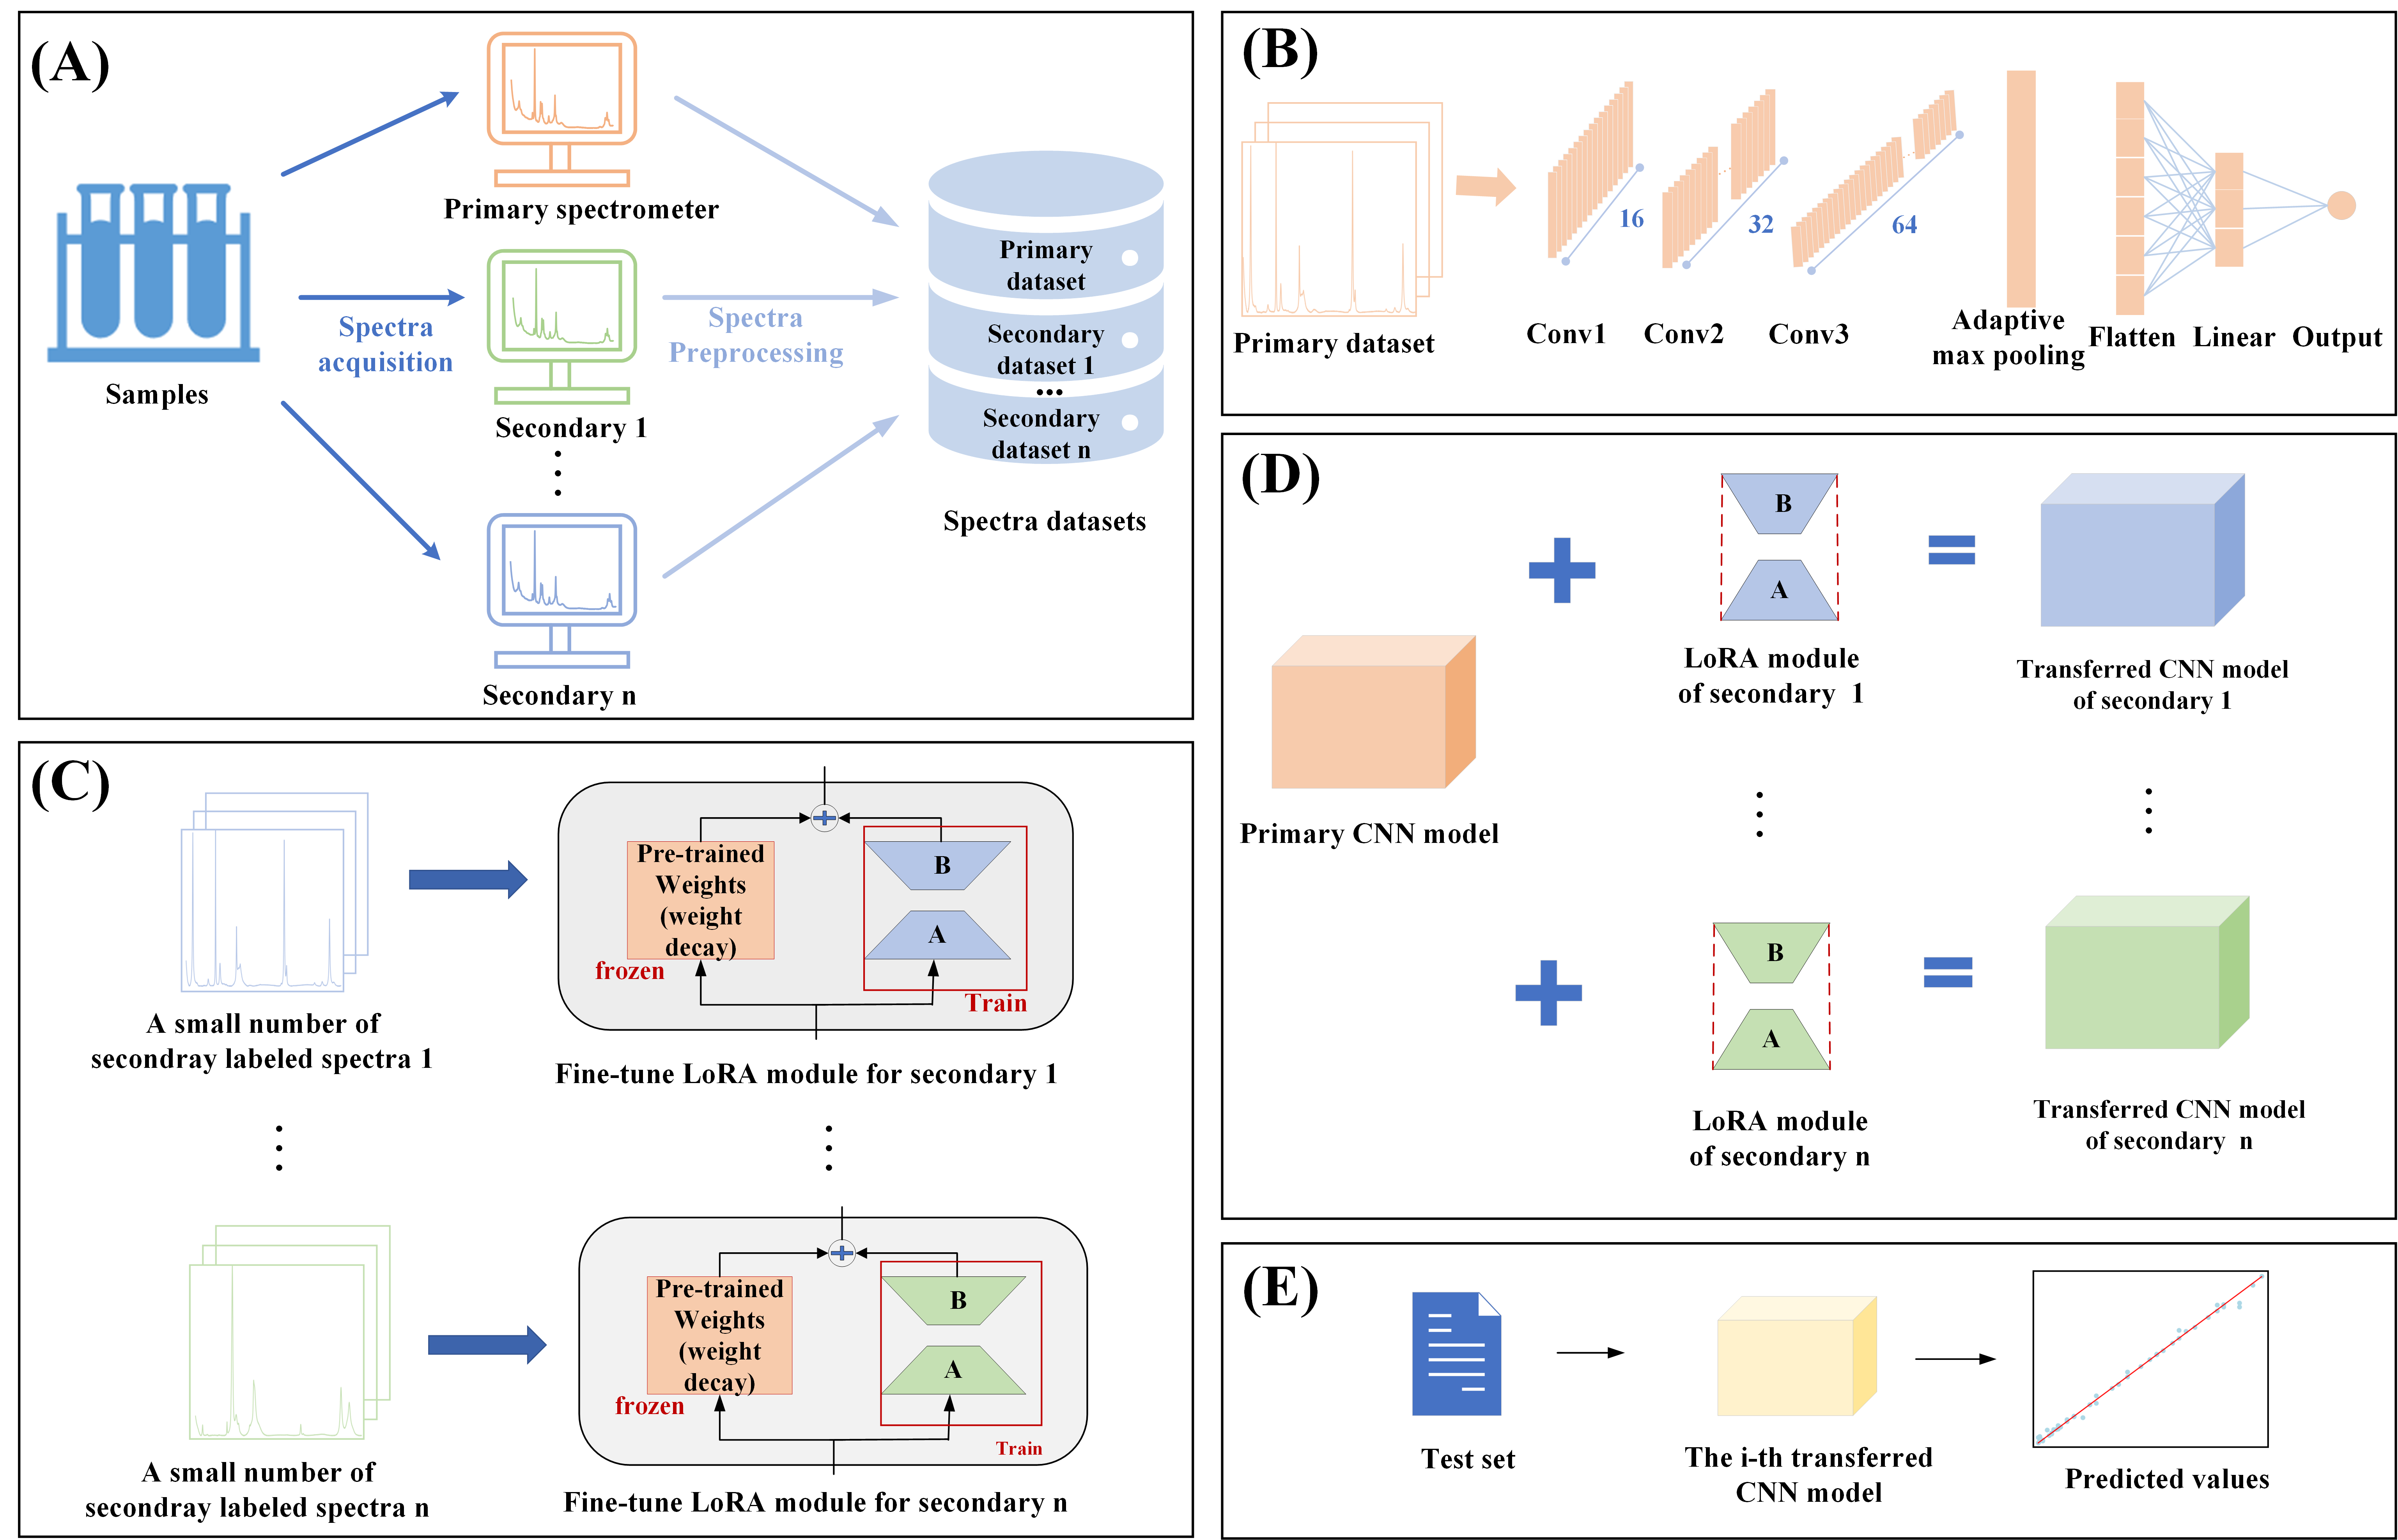 (A)
Samples
Spectra
acquisition
Primary spectrometer
Secondary 1
Secondary n
Spectra
Preprocessing
Primary
dataset
Secondary
dataset 1
...
Secondary
dataset n
Spectra datasets
(B)
Primary dataset
16
Conv1
32
Conv2
64
Conv3
Adaptive
max pooling
Flatten
Linear
Output
(C)
A small number of
secondray labeled spectra 1
Pre-trained
Weights
(weight
decay)
frozen
B
A
Train
Fine-tune LoRA module for secondary 1
A small number of
secondray labeled spectra n
Pre-trained
Weights
(weight
decay)
frozen
B
A
Train
Fine-tune LoRA module for secondary n
(D)
Primary CNN model
B
A
LoRA module
of secondary 1
Transferred CNN model
of secondary 1
B
A
LoRA module
of secondary n
Transferred CNN model
of secondary n
(E)
Test set
The i-th transferred
CNN model
Predicted values